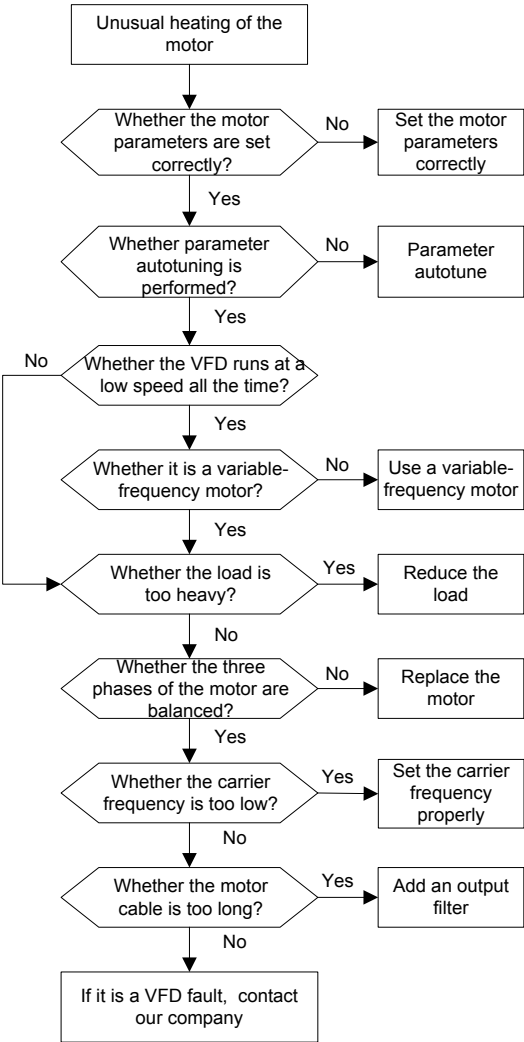 Unusual heating of the
motor
Whether the motor
parameters are set
correctly?
No
Set the motor
parameters
correctly
Yes
Whether parameter
autotuning is
performed?
No
Parameter
autotune
Yes
No
Whether the VFD runs at a
low speed all the time?
Yes
Whether it is a variable-
frequency motor?
No
Use a variable-
frequency motor
Yes
Whether the load is
too heavy?
Yes
Reduce the
load
No
Whether the three
phases of the motor are
balanced?
No
Replace the
motor
Yes
Whether the carrier
frequency is too low?
Yes
Set the carrier
frequency
properly
No
Whether the motor
cable is too long?
Yes
Add an output
filter
No
If it is a VFD fault, contact
our company